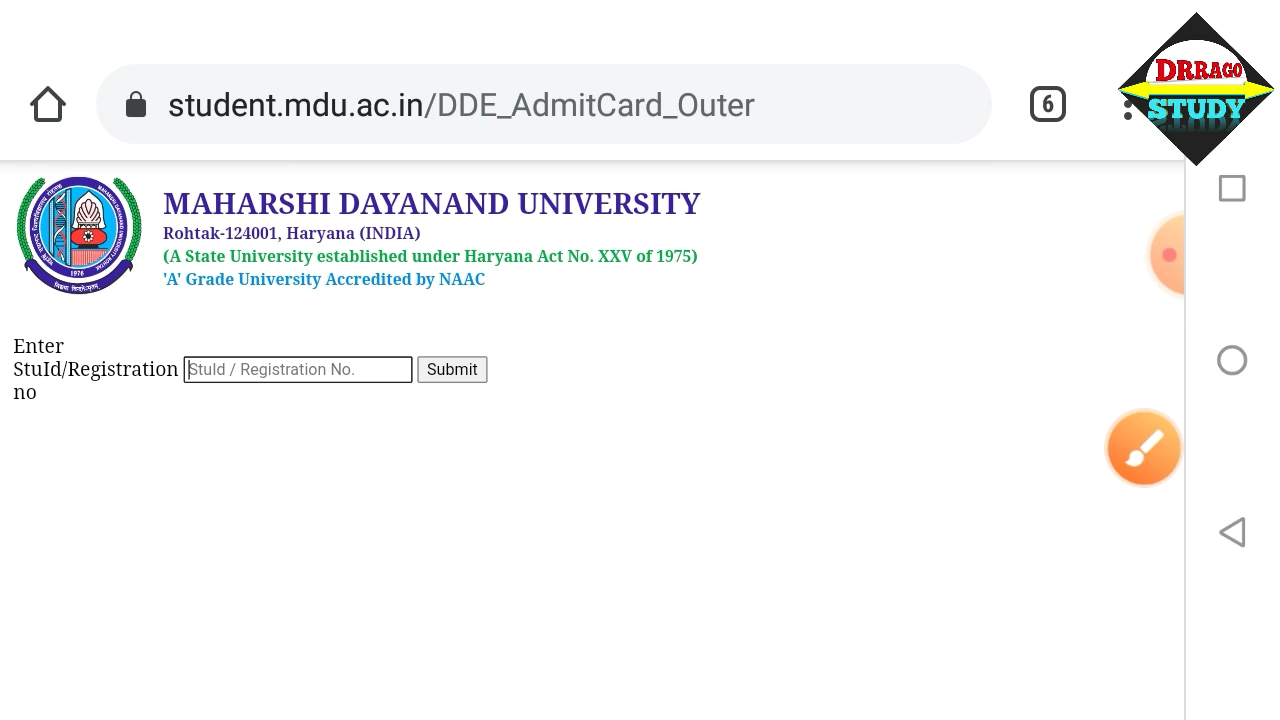 student.mdu.ac.in/DDE_AdmitCard_Outer
6
DRRAGO
STUDY
MAHARSHI DAYANAND UNIVERSITY
Rohtak-124001, Haryana (INDIA)
(A State University established under Haryana Act No. XXV of 1975)
'A' Grade University Accredited by NAAC
1976
Enter
StuId/Registration
StuId / Registration No.
Submit
no